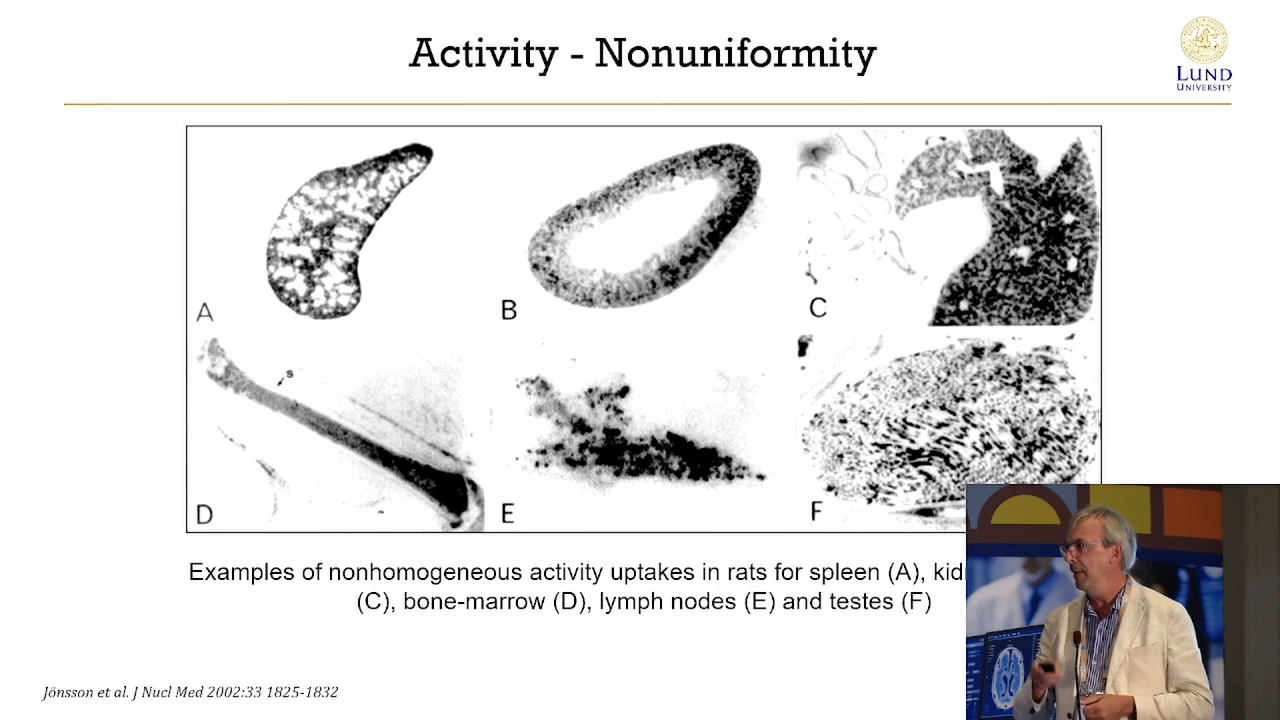 Activity - Nonuniformity
LUND
UNIVERSITY
A
B
C
s
D
E
F
Examples of nonhomogeneous activity uptakes in rats for spleen (A),
(C), bone-marrow (D), lymph nodes (E) and testes (F)
Jönsson et al. J Nucl Med 2002:33 1825-1832